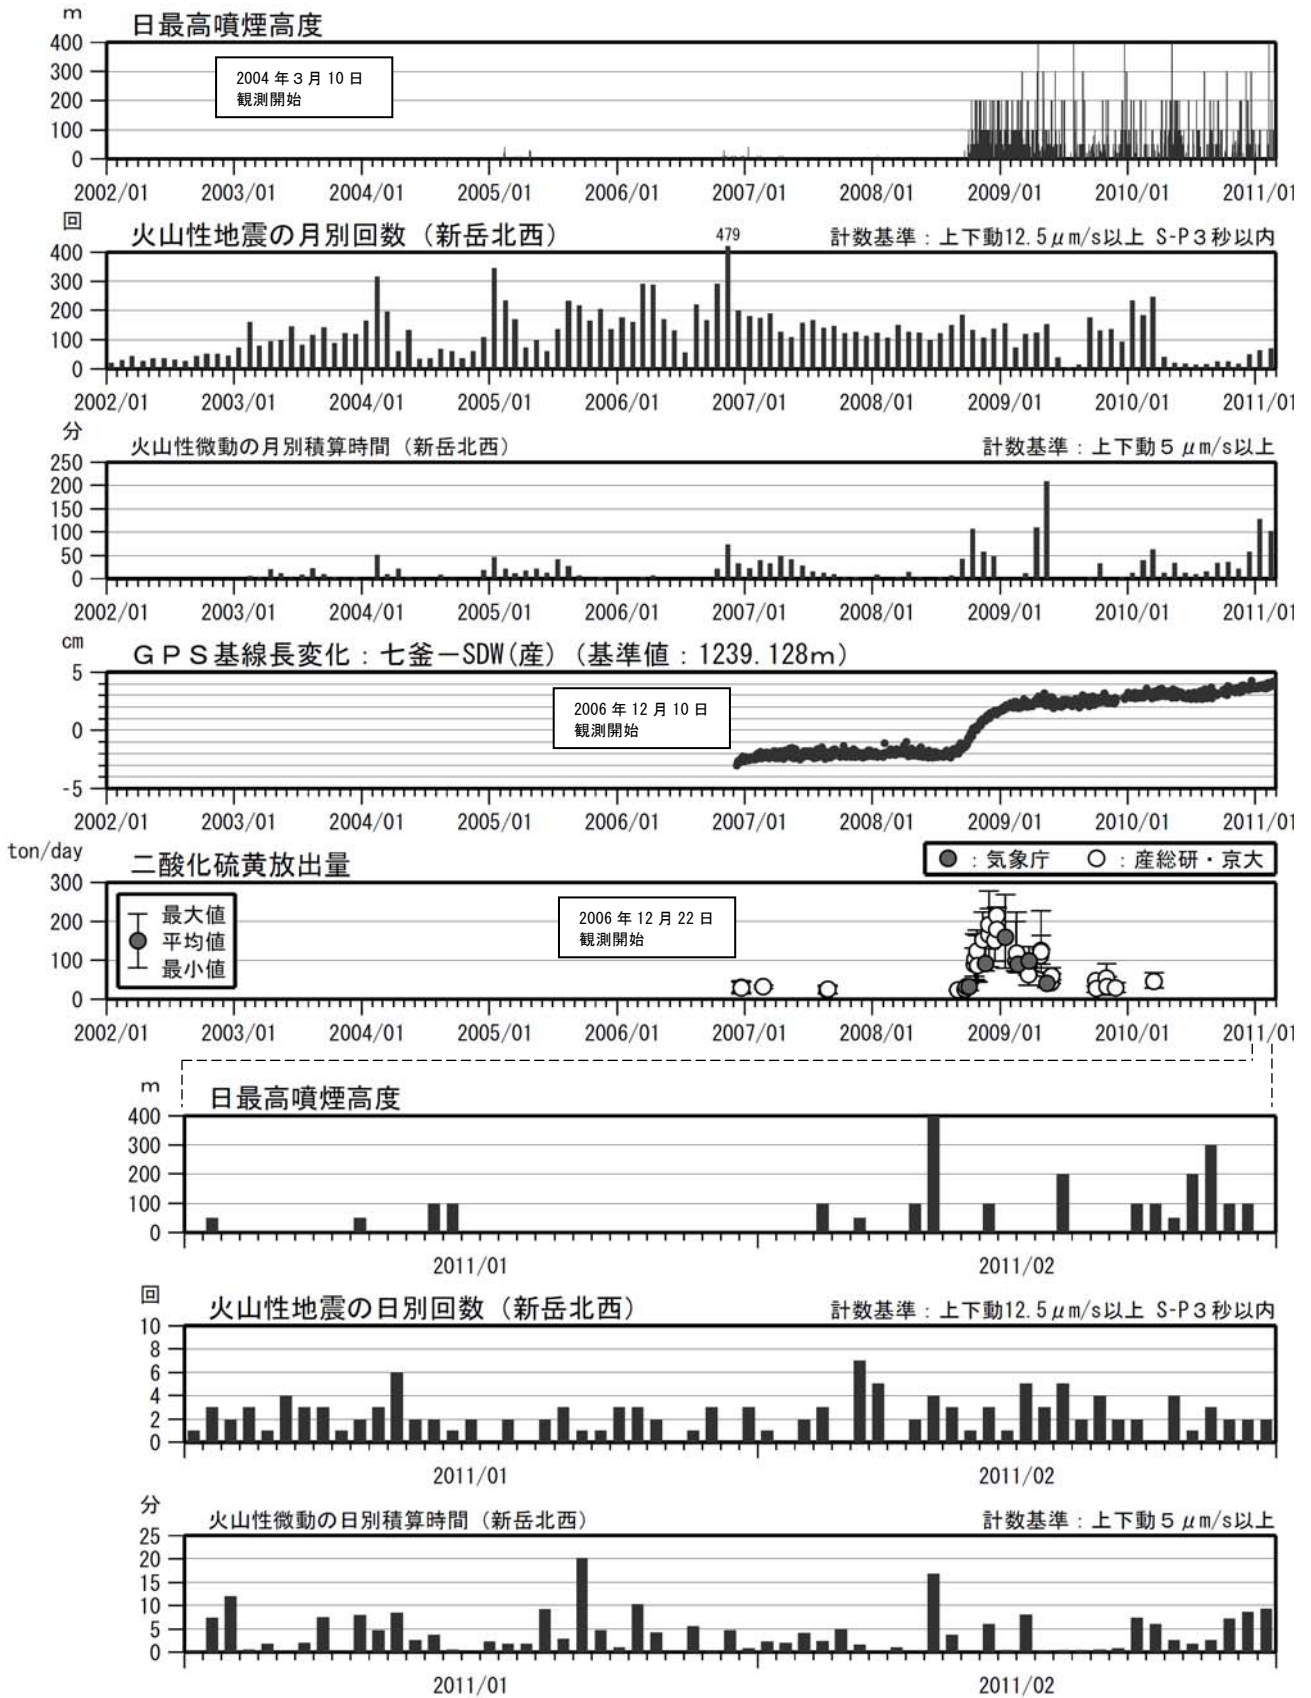 m
日最高噴煙高度
400
300
200
100
0
2004年3月10日
観測開始
2002/01 2003/01 2004/01 2005/01 2006/01 2007/01 2008/01 2009/01 2010/01 2011/01
回
火山性地震の月別回数（新岳北西） 479 計数基準：上下動12.5μm/s以上 S-P3秒以内
400
300
200
100
0
2002/01 2003/01 2004/01 2005/01 2006/01 2007/01 2008/01 2009/01 2010/01 2011/01
分
火山性微動の月別積算時間（新岳北西） 計数基準：上下動5μm/s以上
250
200
150
100
50
0
2002/01 2003/01 2004/01 2005/01 2006/01 2007/01 2008/01 2009/01 2010/01 2011/01
cm
GPS基線長変化：七釜－SDW(産)（基準値：1239.128m）
5
0
-5
2006年12月10日
観測開始
2002/01 2003/01 2004/01 2005/01 2006/01 2007/01 2008/01 2009/01 2010/01 2011/01
ton/day
二酸化硫黄放出量
●：気象庁 ○：産総研・京大
300
200
100
0
最大値
平均値
最小値
2006年12月22日
観測開始
2002/01 2003/01 2004/01 2005/01 2006/01 2007/01 2008/01 2009/01 2010/01 2011/01
m
日最高噴煙高度
400
300
200
100
0
2011/01 2011/02
回
火山性地震の日別回数（新岳北西） 計数基準：上下動12.5μm/s以上 S-P3秒以内
10
8
6
4
2
0
2011/01 2011/02
分
火山性微動の日別積算時間（新岳北西） 計数基準：上下動5μm/s以上
25
20
15
10
5
0
2011/01 2011/02